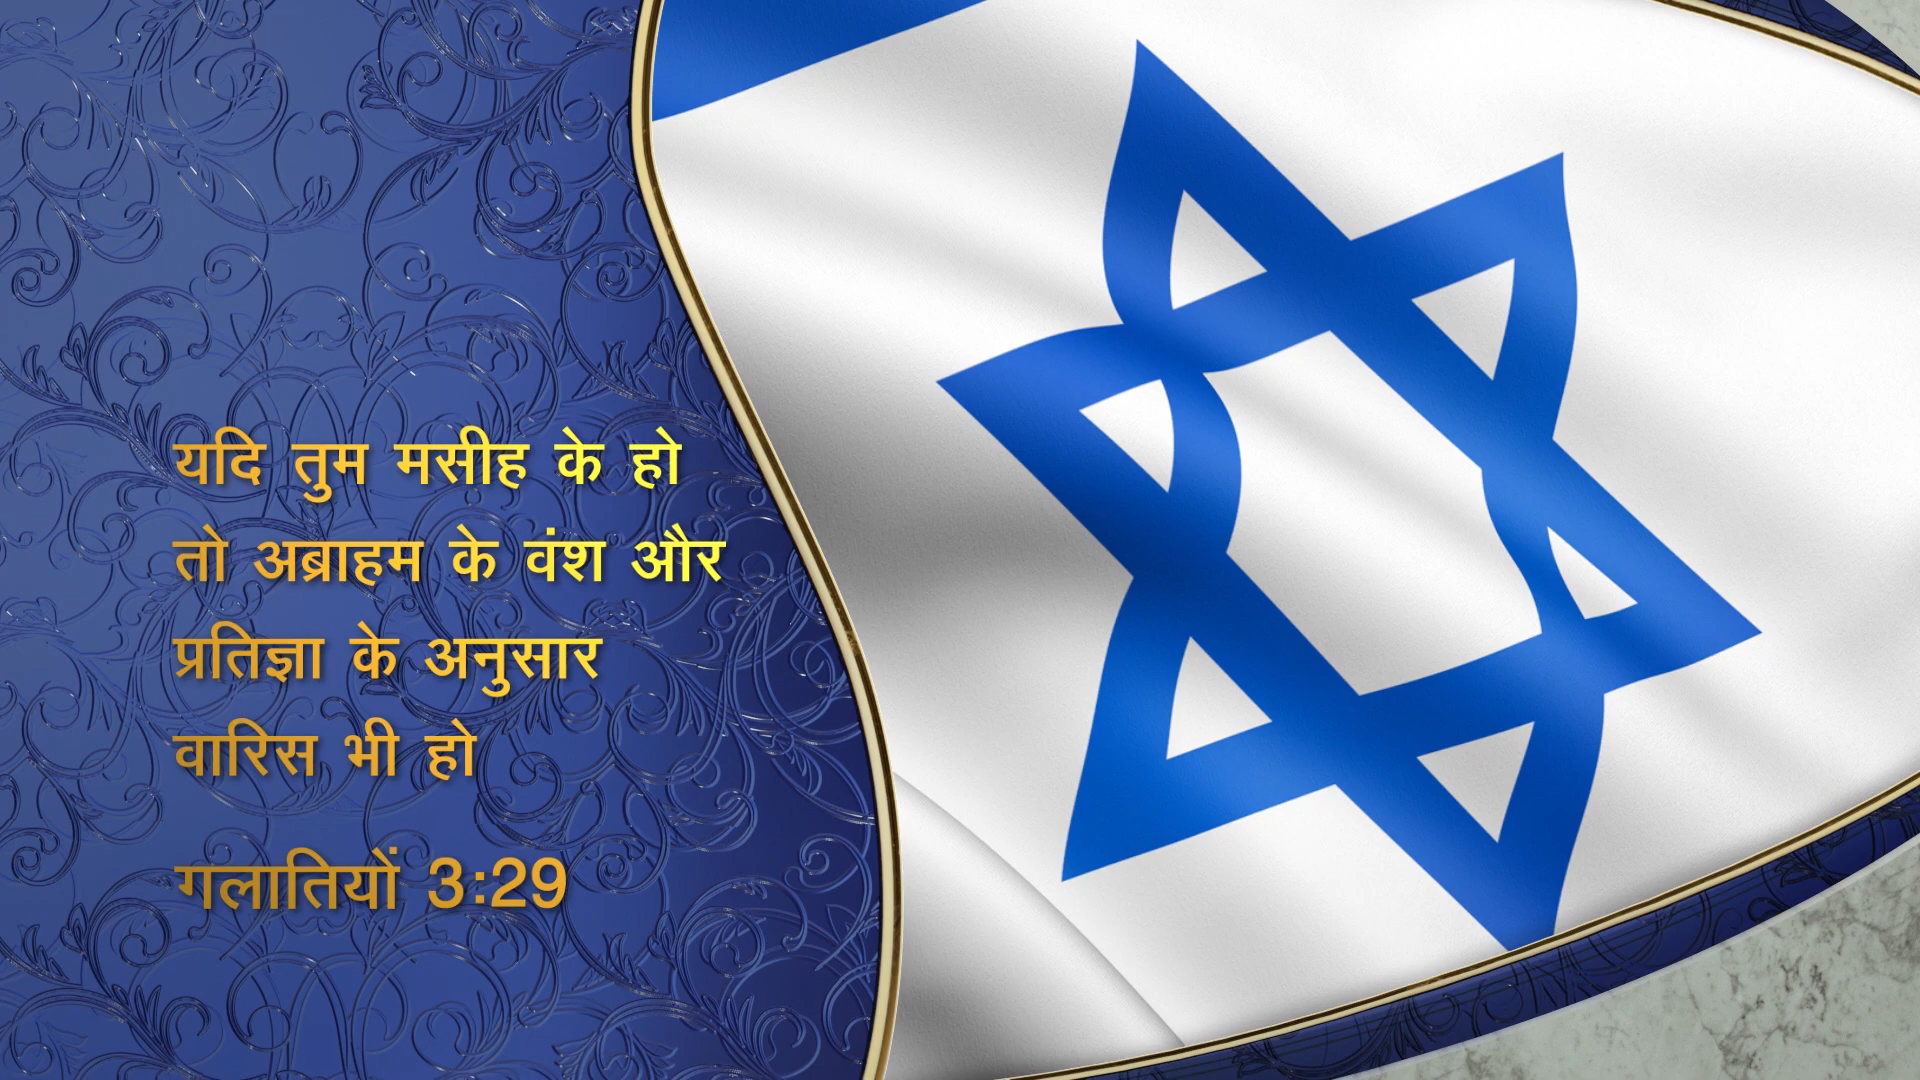 यदि तुम मसीह के हो
तो अब्राहम के वंश और
प्रतिज्ञा के अनुसार
वारिस भी हो
गलातियों 3:29